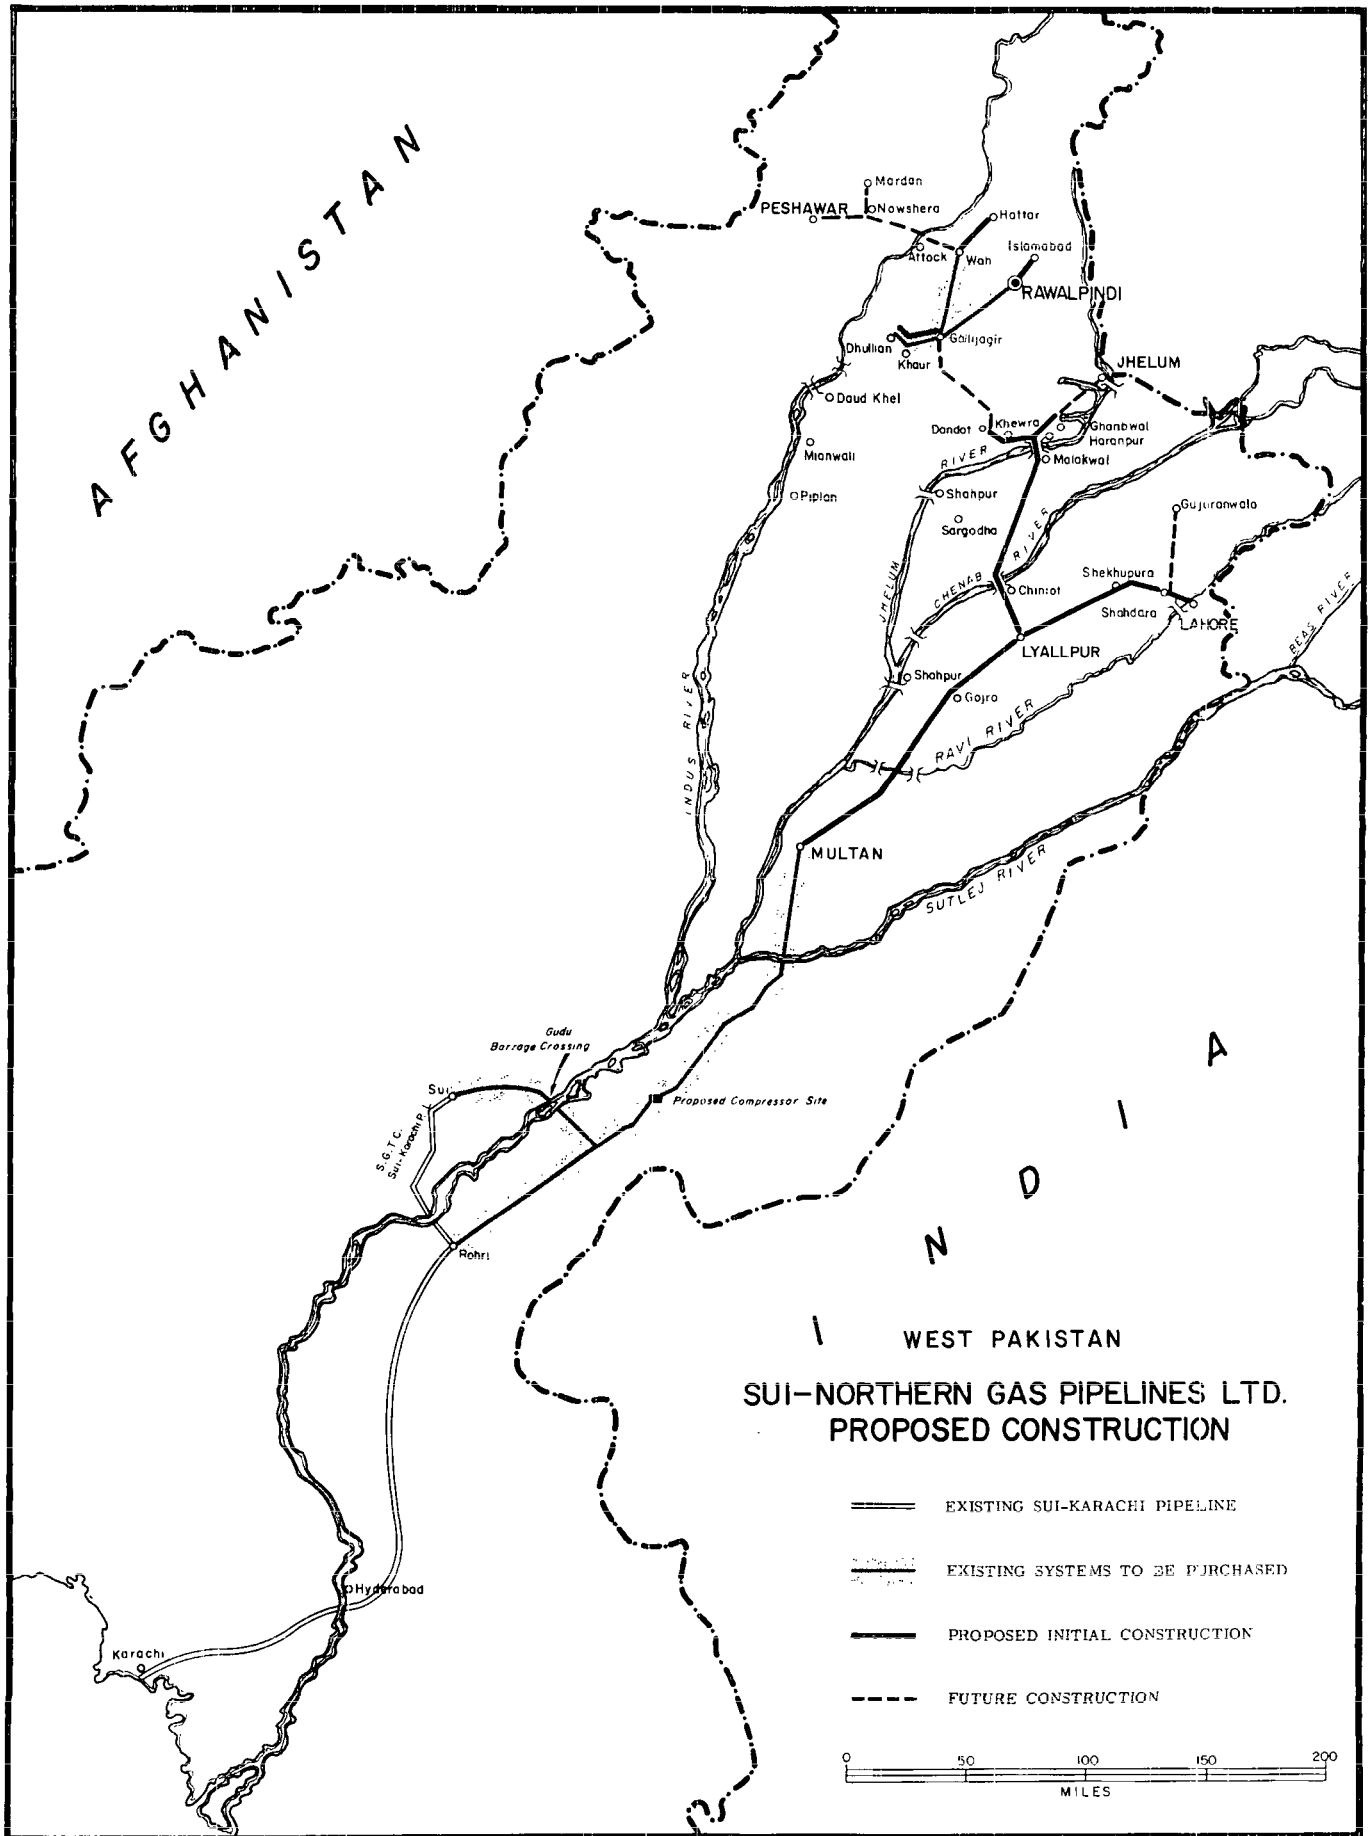 AFGHANISTAN
Mardan
PESHAWAR
Nowshera
Hattar
Attock
Wah
Islamabad
RAWALPINDI
Dhullian
Gallijagir
Khaur
JHELUM
Daud Khel
Dandot
Khewra
Gharibwal
Haranpur
Mianwali
RIVER
Malakwal
Piplan
Shahpur
Sargodha
Gujuranwala
JHELUM
CHENAB
RIVER
Chiniot
Shekhupura
Shahdara
LAHORE
BEAS RIVER
LYALLPUR
Shahpur
Gojra
INDUS RIVER
RAVI RIVER
MULTAN
SUTLEJ RIVER
Gudu
Barrage Crossing
Sui
Proposed Compressor Site
S.G.T.C.
Sui-Karachi P.L.
Rohri
INDIA
WEST PAKISTAN
SUI-NORTHERN GAS PIPELINES LTD.
PROPOSED CONSTRUCTION
EXISTING SUI-KARACHI PIPELINE
EXISTING SYSTEMS TO BE PURCHASED
Hyderabad
PROPOSED INITIAL CONSTRUCTION
Karachi
FUTURE CONSTRUCTION
0 50 100 150 200
MILES